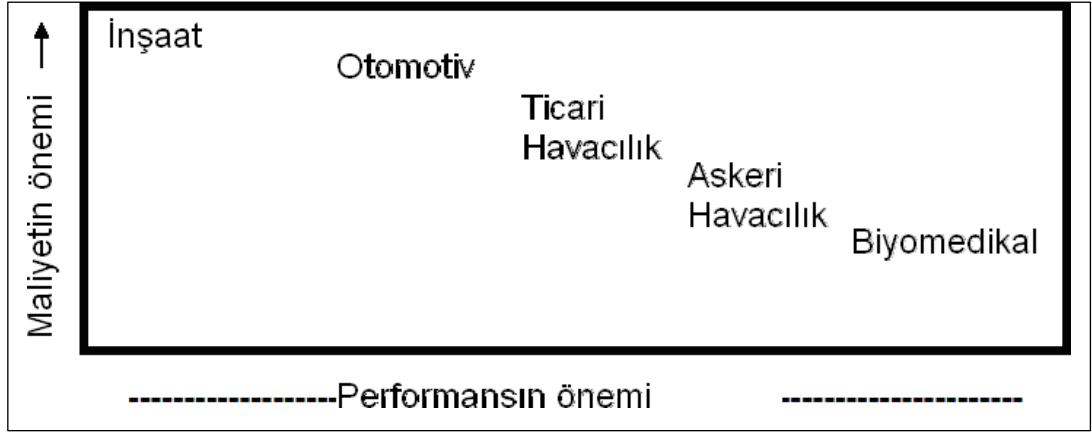 İnşaat
Otomotiv
Ticari
Havacılık
Askeri
Havacılık
Biyomedikal
Maliyetin önemi
-------------------Performansın önemi ----------------------